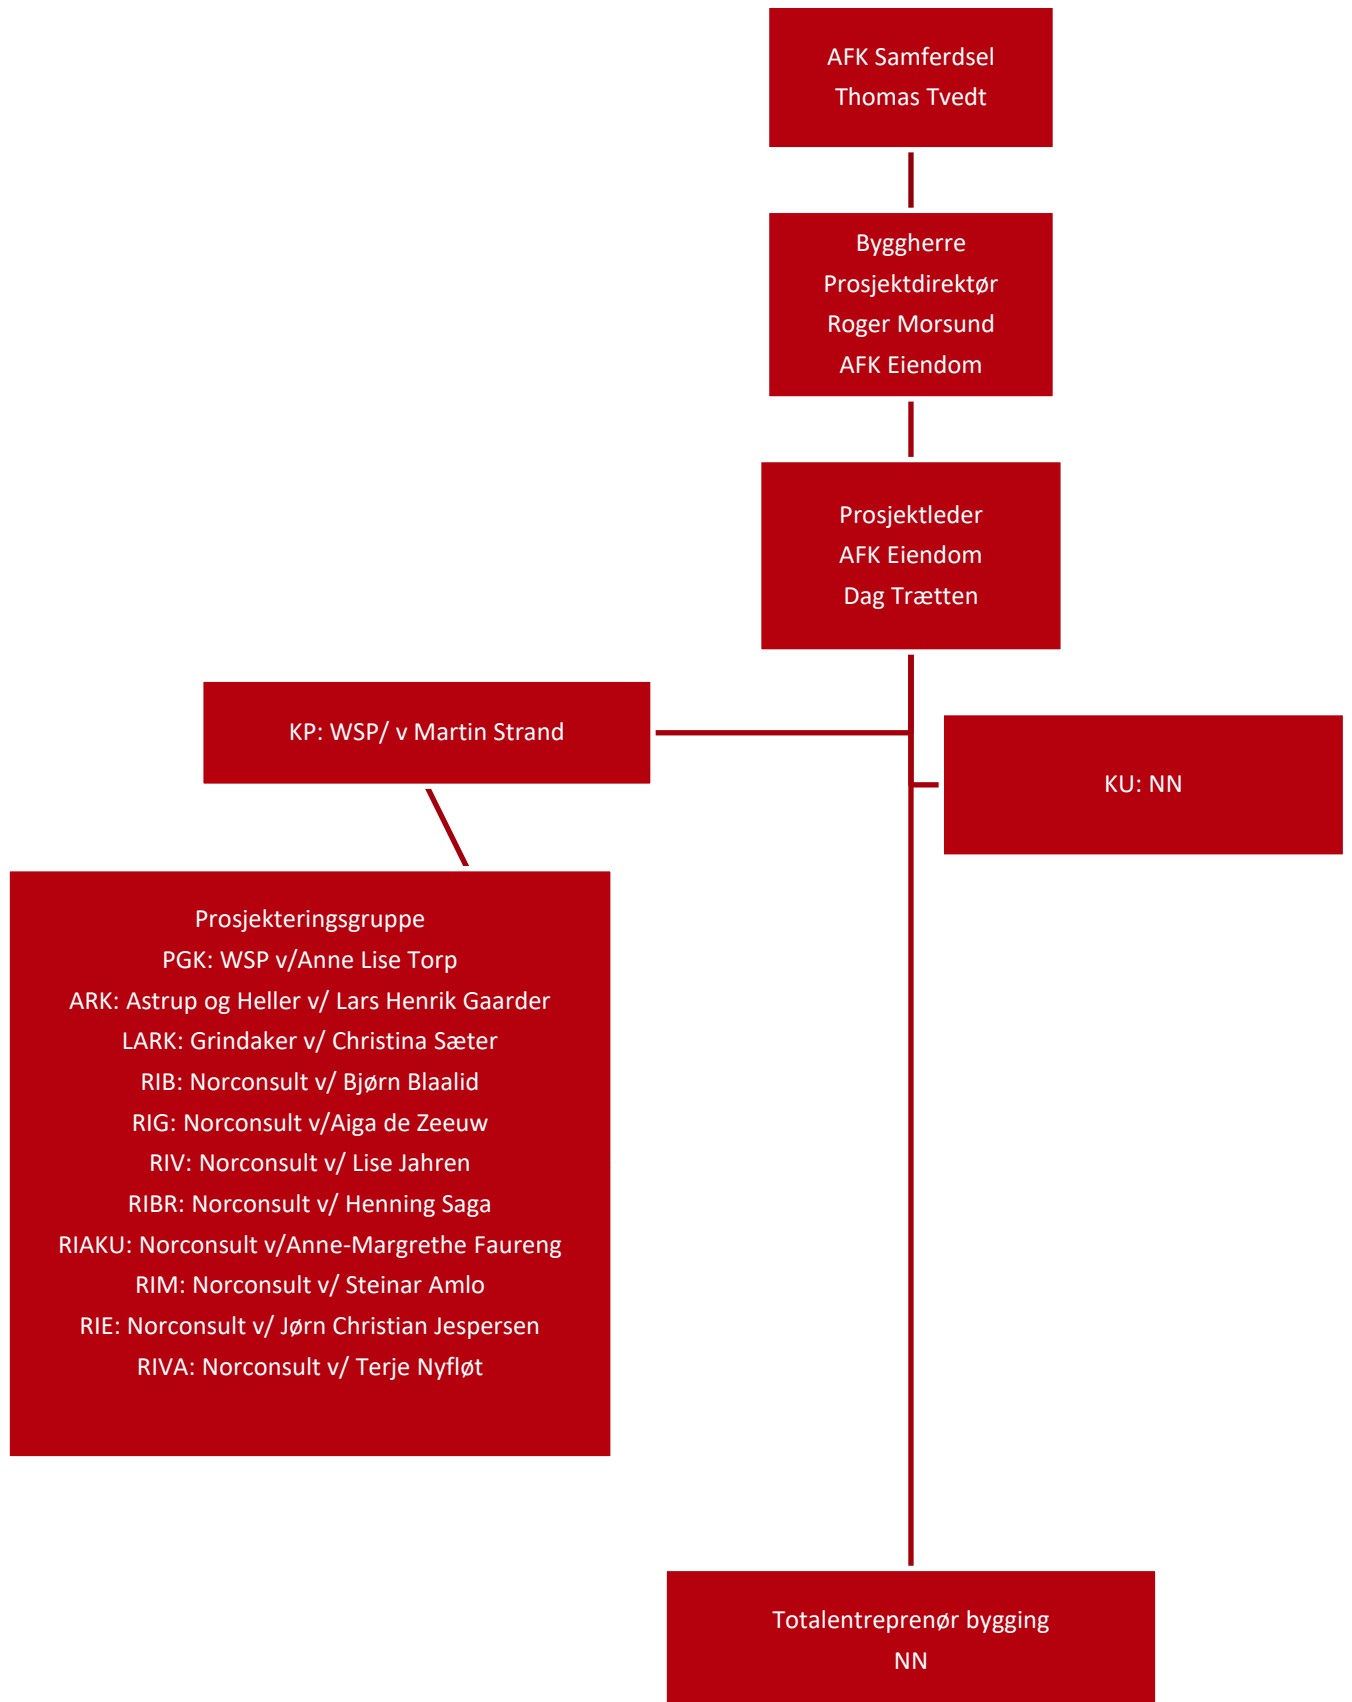 AFK Samferdsel
Thomas Tvedt
Byggherre
Prosjektdirektør
Roger Morsund
AFK Eiendom
Prosjektleder
AFK Eiendom
Dag Trætten
KP: WSP/ v Martin Strand
KU: NN
Prosjekteringsgruppe
PGK: WSP v/Anne Lise Torp
ARK: Astrup og Heller v/ Lars Henrik Gaarder
LARK: Grindaker v/ Christina Sæter
RIB: Norconsult v/ Bjørn Blaalid
RIG: Norconsult v/Aiga de Zeeuw
RIV: Norconsult v/ Lise Jahren
RIBR: Norconsult v/ Henning Saga
RIAKU: Norconsult v/Anne-Margrethe Faureng
RIM: Norconsult v/ Steinar Amlo
RIE: Norconsult v/ Jørn Christian Jespersen
RIVA: Norconsult v/ Terje Nyfløt
Totalentreprenør bygging
NN